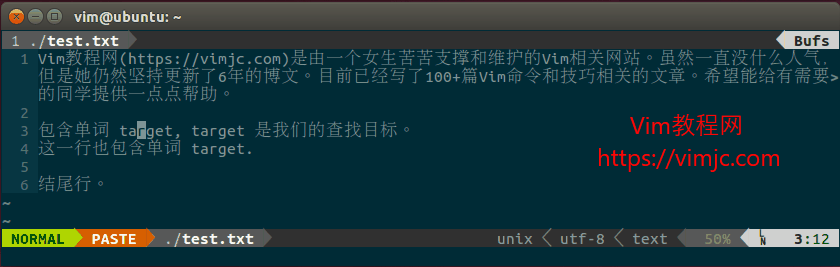 vim@ubuntu: ~
1 ./test.txt Bufs
1 Vim教程网(https://vimjc.com)是由一个女生苦苦支撑和维护的Vim相关网站。虽然一直没什么人气,
但是她仍然坚持更新了6年的博文。目前已经写了100+篇Vim命令和技巧相关的文章。希望能给有需要>
的同学提供一点点帮助。
2
3 包含单词 target, target 是我们的查找目标。
4 这一行也包含单词 target.
5
6 结尾行。
~
~
Vim教程网
https://vimjc.com
NORMAL PASTE ./test.txt unix utf-8 text 50% LN 3:12